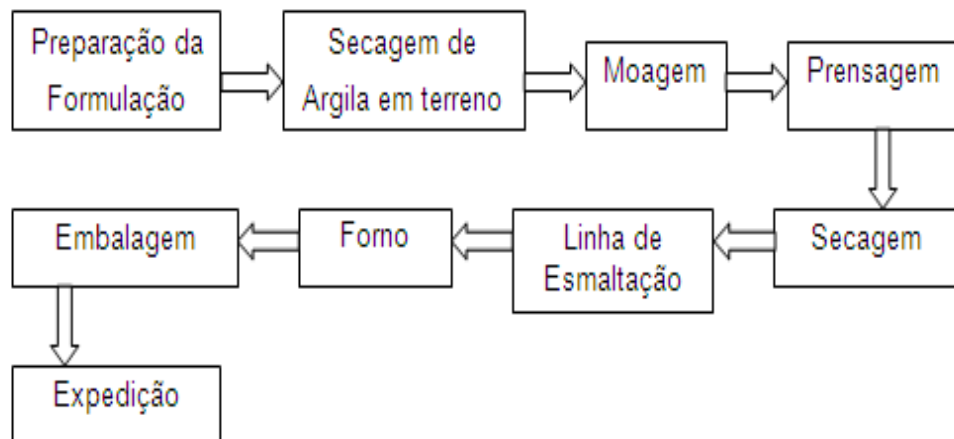 Preparação da
Formulação
Secagem de
Argila em terreno
Moagem
Prensagem
Secagem
Linha de
Esmaltação
Forno
Embalagem
Expedição